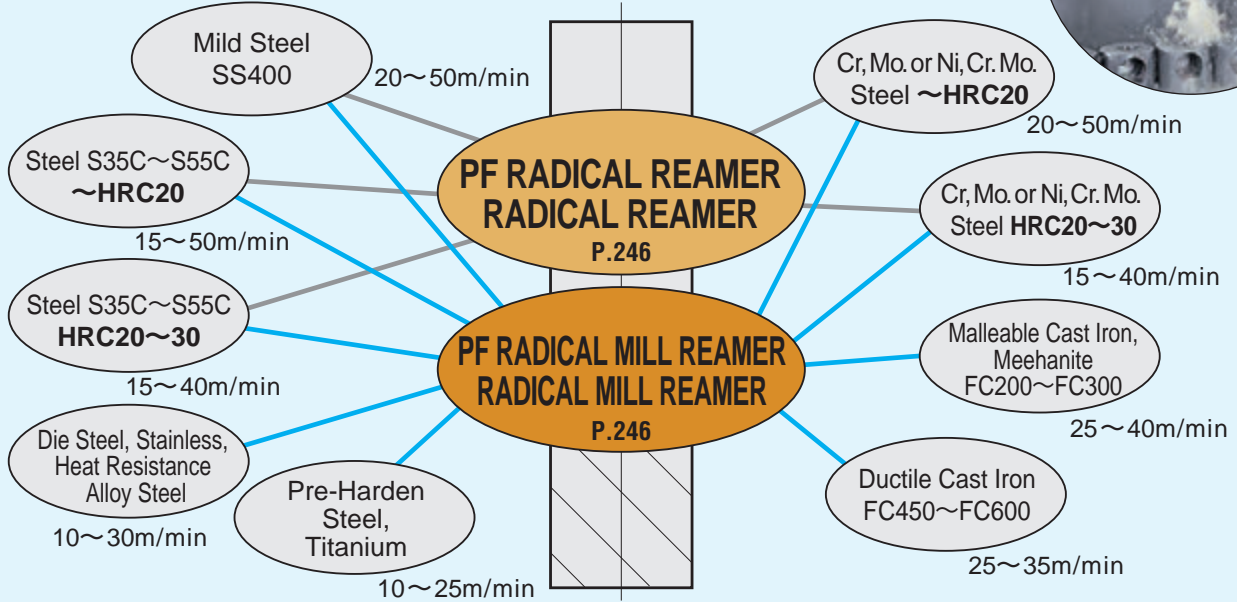 Mild Steel
SS400
20～50m/min
Steel S35C～S55C
～HRC20
15～50m/min
Steel S35C～S55C
HRC20～30
15～40m/min
Die Steel, Stainless,
Heat Resistance
Alloy Steel
10～30m/min
Pre-Harden
Steel,
Titanium
10～25m/min
PF RADICAL REAMER
RADICAL REAMER
P.246
PF RADICAL MILL REAMER
RADICAL MILL REAMER
P.246
Cr, Mo. or Ni, Cr. Mo.
Steel ～HRC20
20～50m/min
Cr, Mo. or Ni, Cr. Mo.
Steel HRC20～30
15～40m/min
Malleable Cast Iron,
Meehanite
FC200～FC300
25～40m/min
Ductile Cast Iron
FC450～FC600
25～35m/min